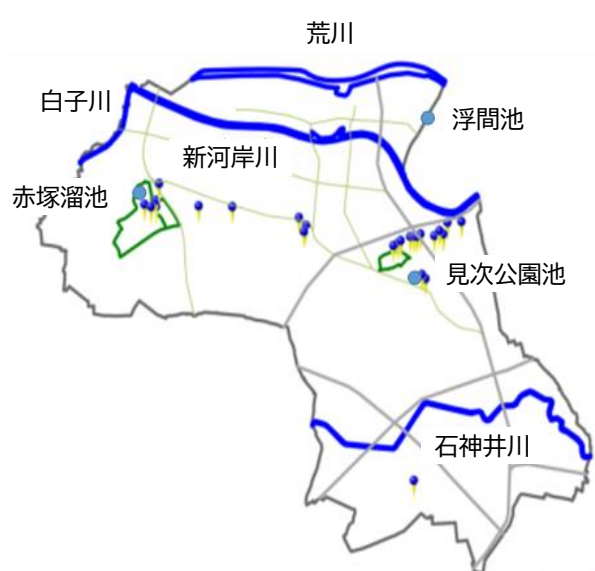 荒川
白子川
浮間池
新河岸川
赤塚溜池
見次公園池
石神井川